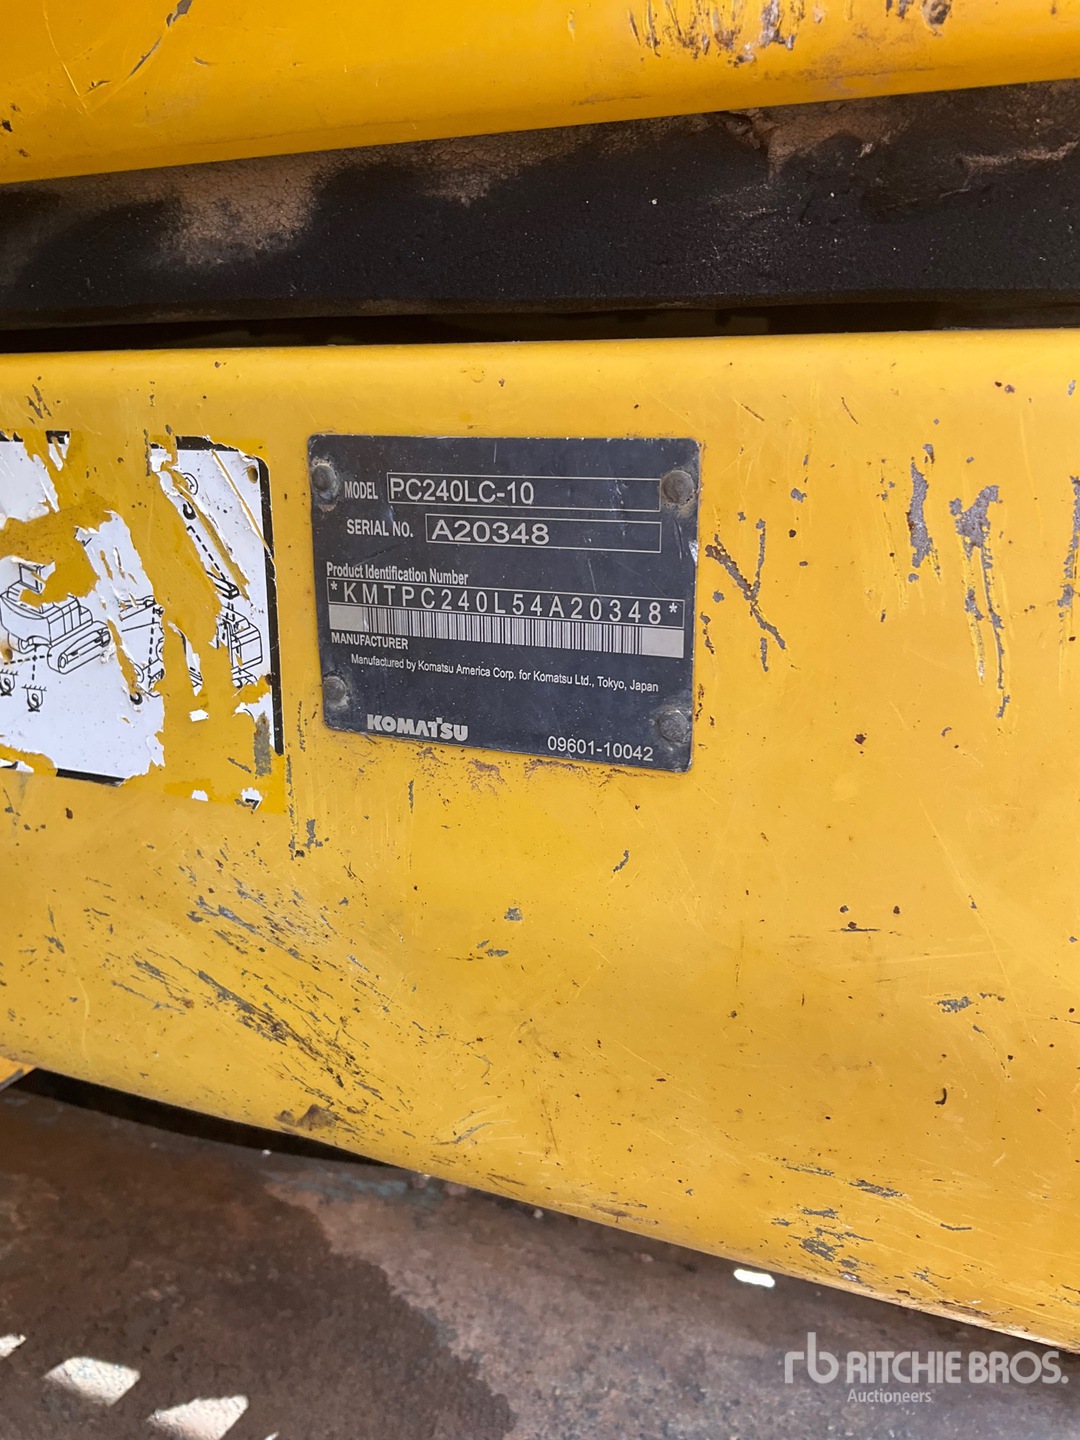 MODEL PC240LC-10
SERIAL NO. A20348
Product Identification Number
*KMTPC240L54A20348*
MANUFACTURER
Manufactured by Komatsu America Corp. for Komatsu Ltd., Tokyo, Japan
KOMATSU
09601-10042
rb RITCHIE BROS.
Auctioneers